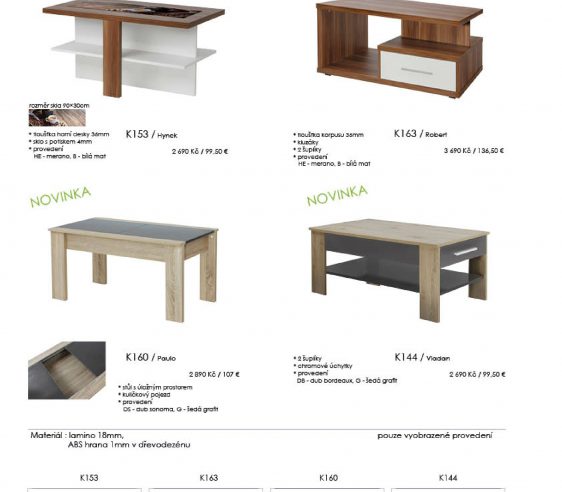 rozměr skla 90×30cm
* tloušťka horní desky 36mm
* sklo s potiskem 4mm
* provedení
HE - merano, B - bílá mat
K153 / Hynek
2 690 Kč / 99,50 €
* tloušťka korpusu 36mm
* kluzáky
* 2 šuplíky
* provedení
HE - merano, B - bílá mat
K163 / Robert
3 690 Kč / 136,50 €
NOVINKA
NOVINKA
K160 / Paulo
2 890 Kč / 107 €
* stůl s úložným prostorem
* kuličkový pojezd
* provedení
DS - dub sonoma, G - šedá grafit
* 2 šuplíky
* chromové úchytky
* provedení
DB - dub bordeaux, G - šedá grafit
K144 / Vladan
2 690 Kč / 99,50 €
Materiál : lamino 18mm,
ABS hrana 1mm v dřevodezénu
pouze vyobrazené provedení
K153
K163
K160
K144